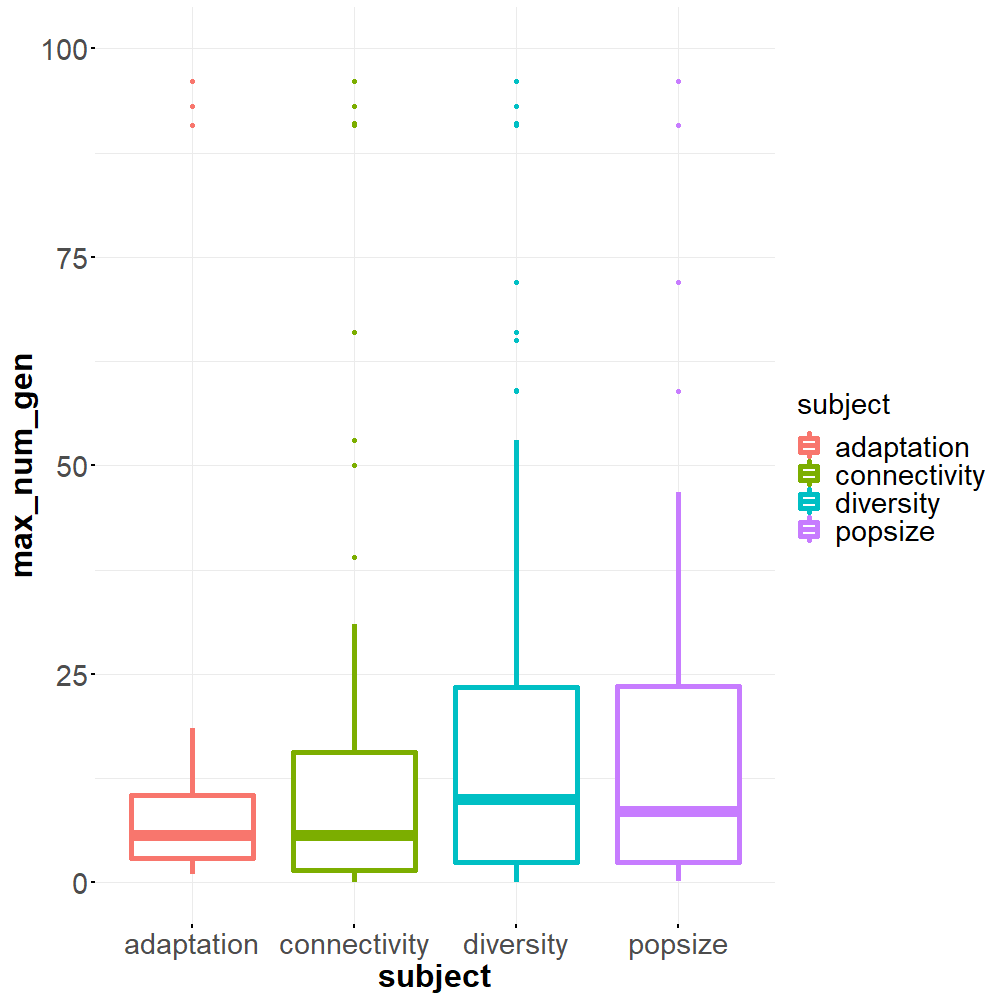 100
75
50
25
0
max_num_gen
adaptation connectivity diversity popsize
subject
subject
adaptation
connectivity
diversity
popsize